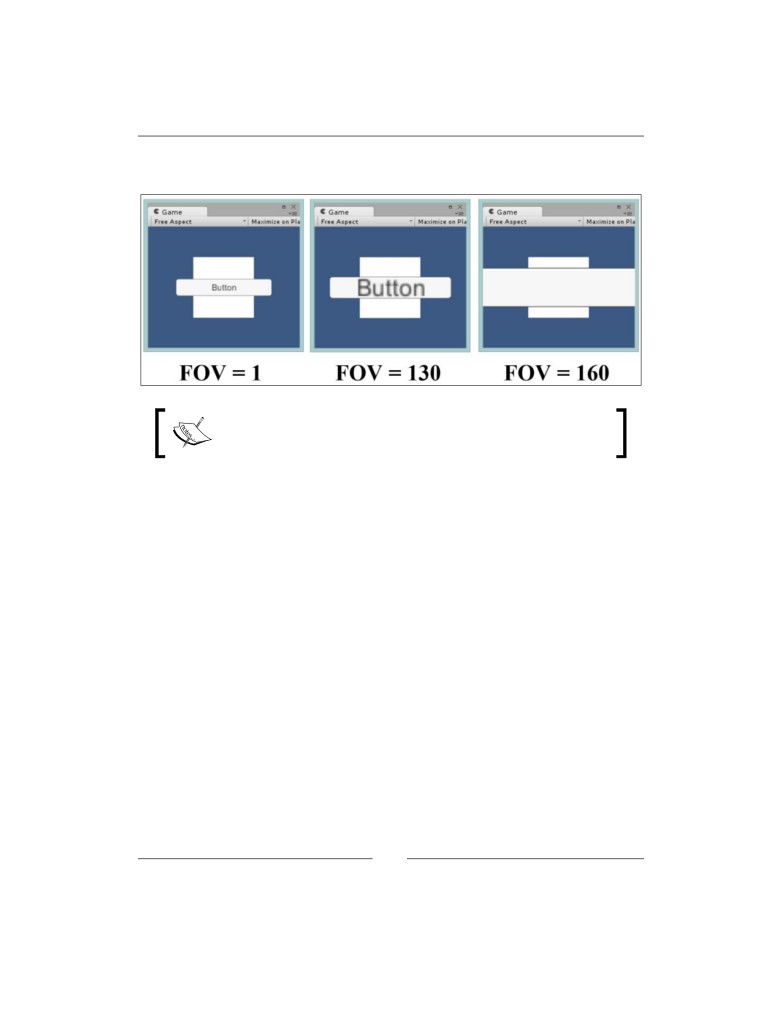 Game
Free Aspect Maximize on Pla
Button
FOV = 1
Game
Free Aspect Maximize on Pla
Button
FOV = 130
Game
Free Aspect Maximize on Pla
FOV = 160